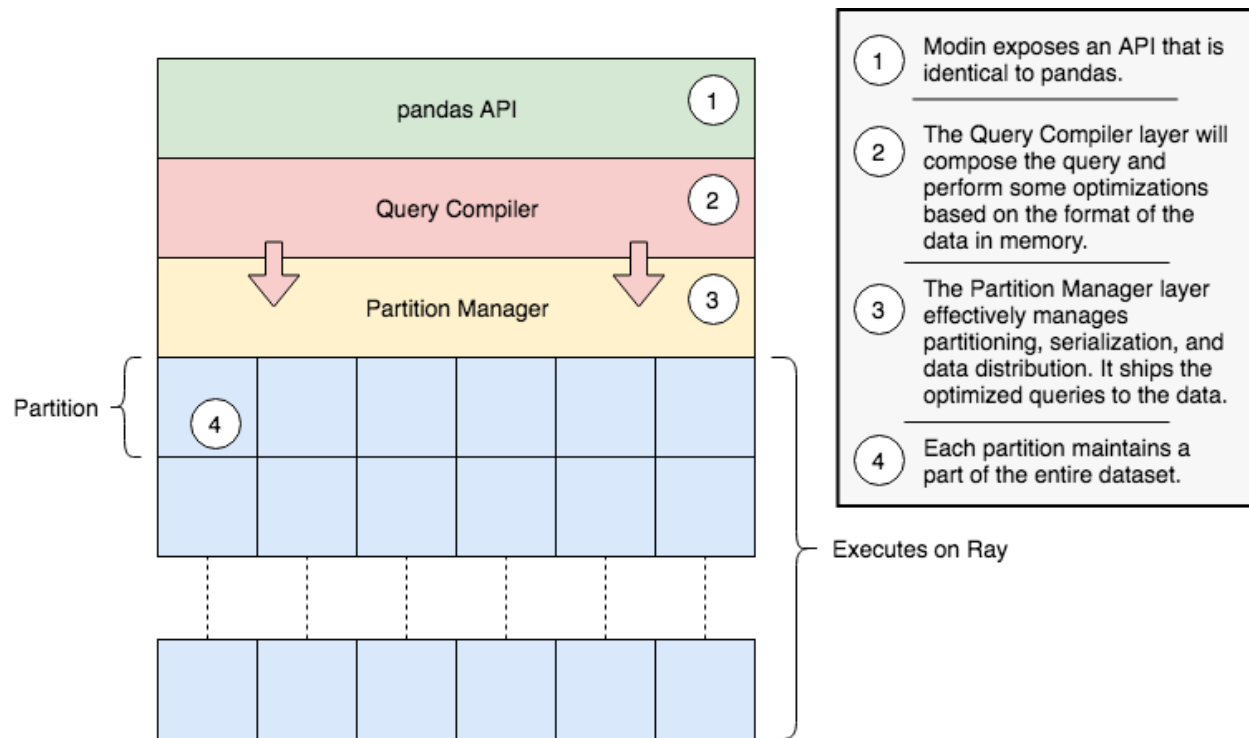 pandas API
1
Query Compiler
2
Partition Manager
3
Partition
4
Executes on Ray
1
Modin exposes an API that is
identical to pandas.
2
The Query Compiler layer will
compose the query and
perform some optimizations
based on the format of the
data in memory.
3
The Partition Manager layer
effectively manages
partitioning, serialization, and
data distribution. It ships the
optimized queries to the data.
4
Each partition maintains a
part of the entire dataset.